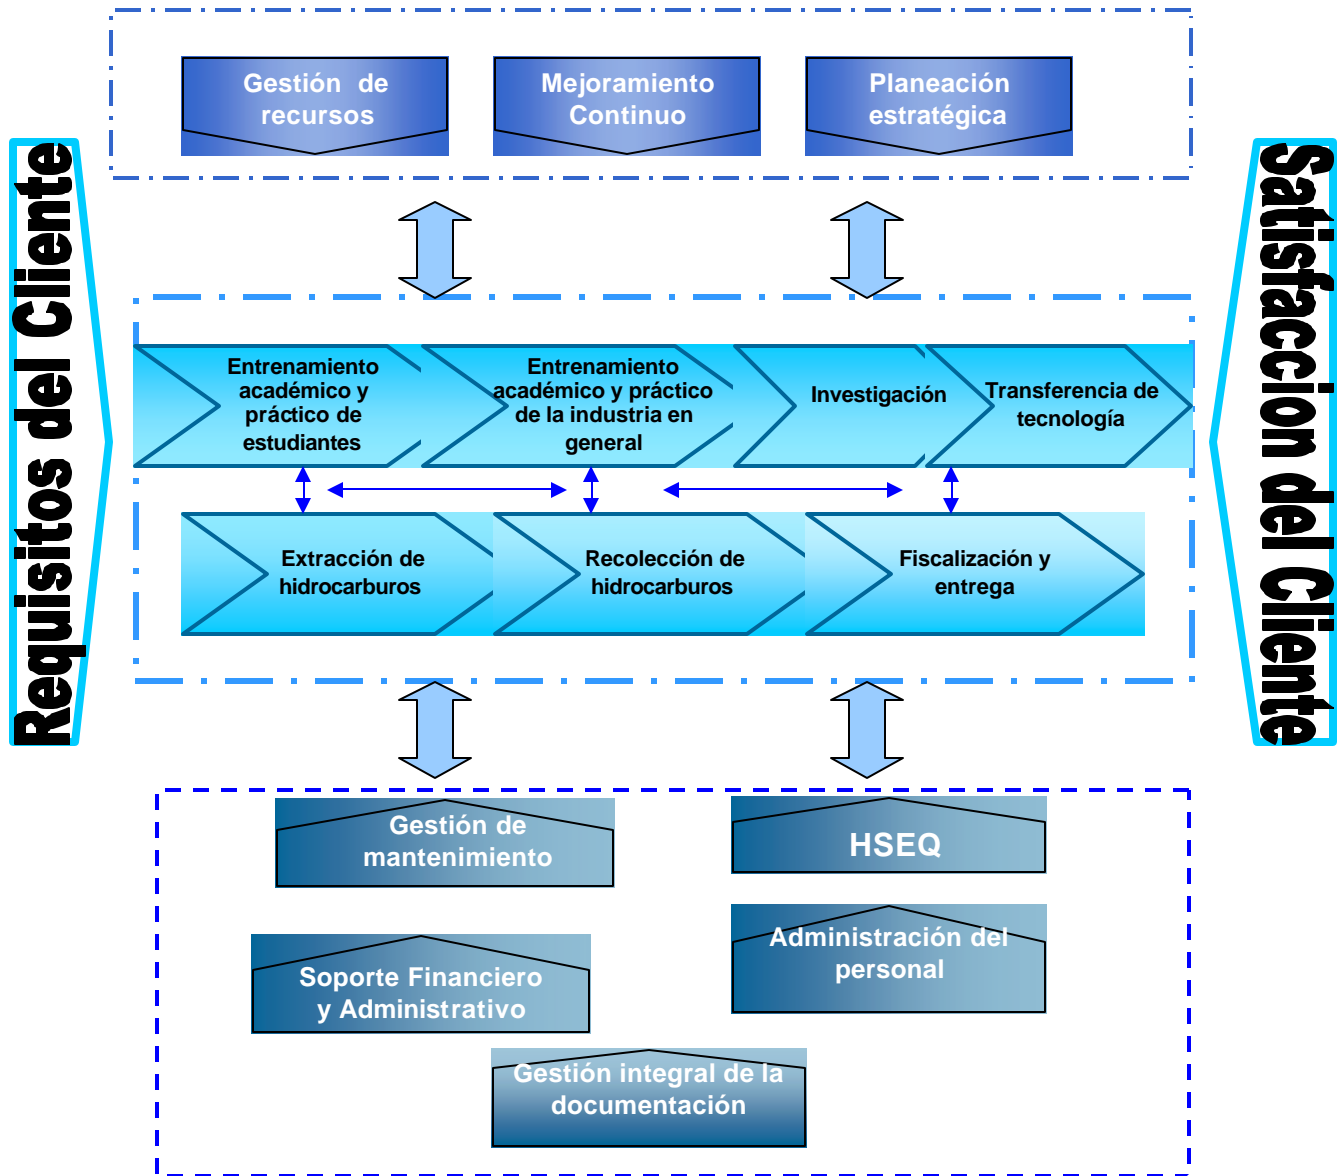 Gestión de
recursos
Mejoramiento
Continuo
Planeación
estratégica
Requisitos del Cliente
Entrenamiento
académico y
práctico de
estudiantes
Entrenamiento
académico y práctico
de la industria en
general
Investigación
Transferencia de
tecnología
Extracción de
hidrocarburos
Recolección de
hidrocarburos
Fiscalización y
entrega
Satisfaccion del Cliente
Gestión de
mantenimiento
HSEQ
Soporte Financiero
y Administrativo
Administración del
personal
Gestión integral de la
documentación